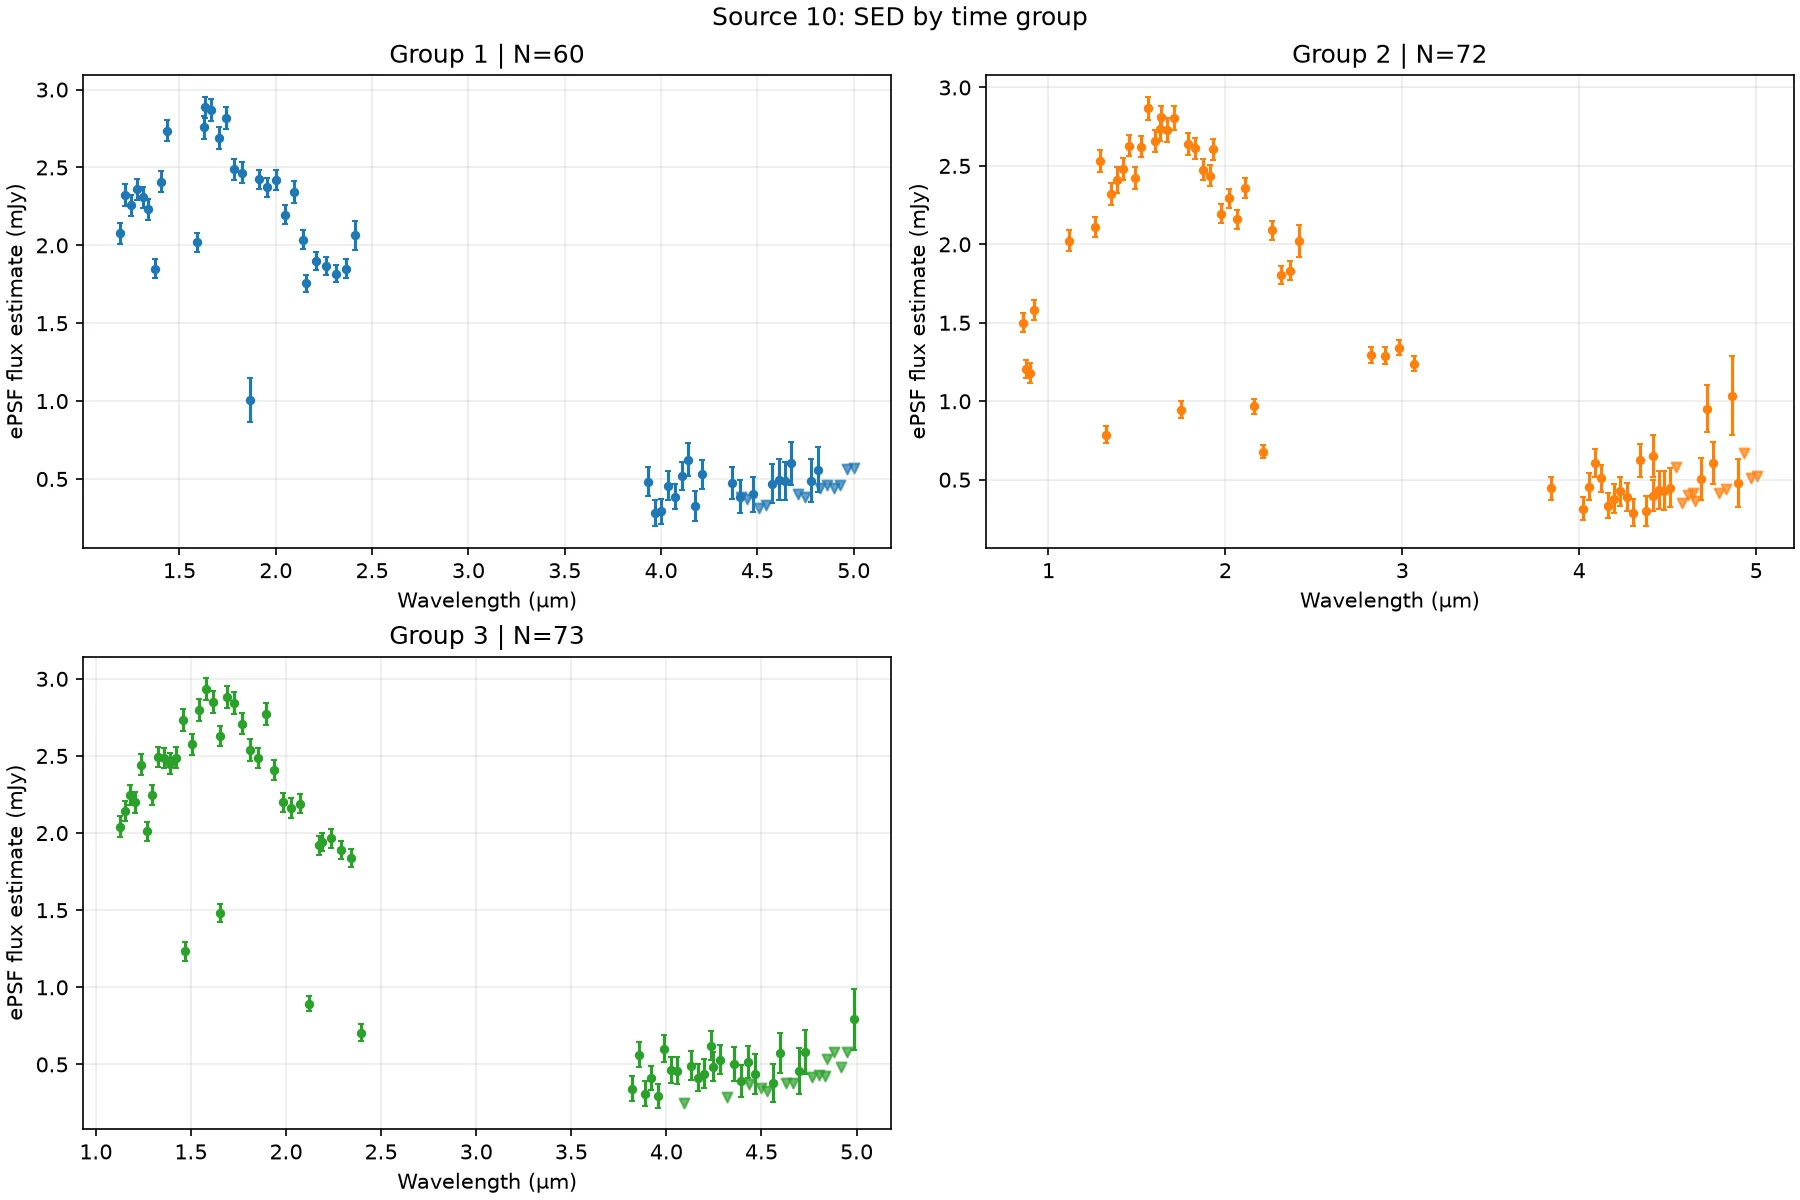 Source 10: SED by time group
Group 1 | N=60
ePSF flux estimate (mJy)
3.0
2.5
2.0
1.5
1.0
0.5
1.5 2.0 2.5 3.0 3.5 4.0 4.5 5.0
Wavelength (µm)
Group 2 | N=72
ePSF flux estimate (mJy)
3.0
2.5
2.0
1.5
1.0
0.5
1 2 3 4 5
Wavelength (µm)
Group 3 | N=73
ePSF flux estimate (mJy)
3.0
2.5
2.0
1.5
1.0
0.5
1.0 1.5 2.0 2.5 3.0 3.5 4.0 4.5 5.0
Wavelength (µm)